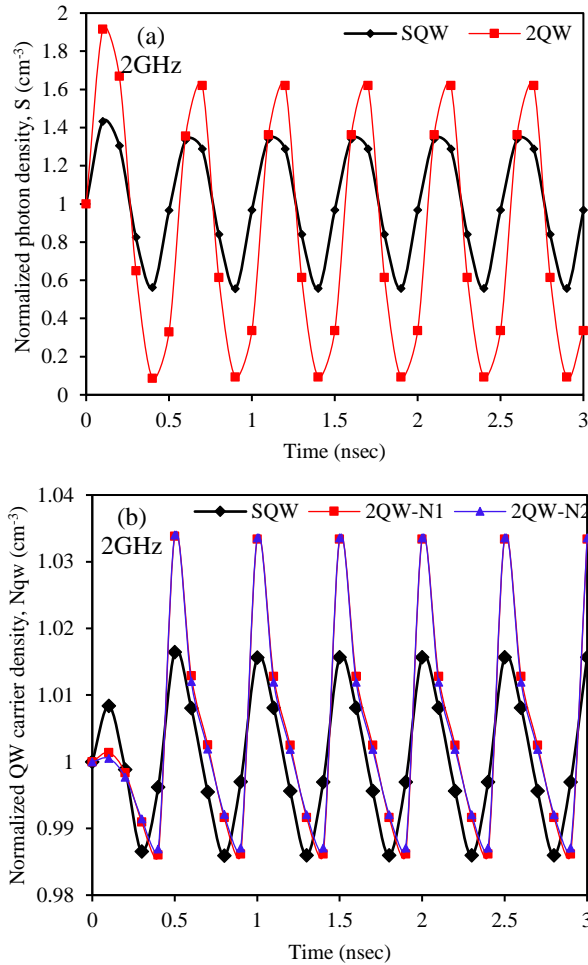 (a)
SQW
2QW
2GHz
Normalized photon density, S (cm-3)
2
1.8
1.6
1.4
1.2
1
0.8
0.6
0.4
0.2
0
0 0.5 1 1.5 2 2.5 3
Time (nsec)
(b)
SQW
2QW-N1
2QW-N2
2GHz
Normalized QW carrier density, Nqw (cm-3)
1.04
1.03
1.02
1.01
1
0.99
0.98
0 0.5 1 1.5 2 2.5 3
Time (nsec)